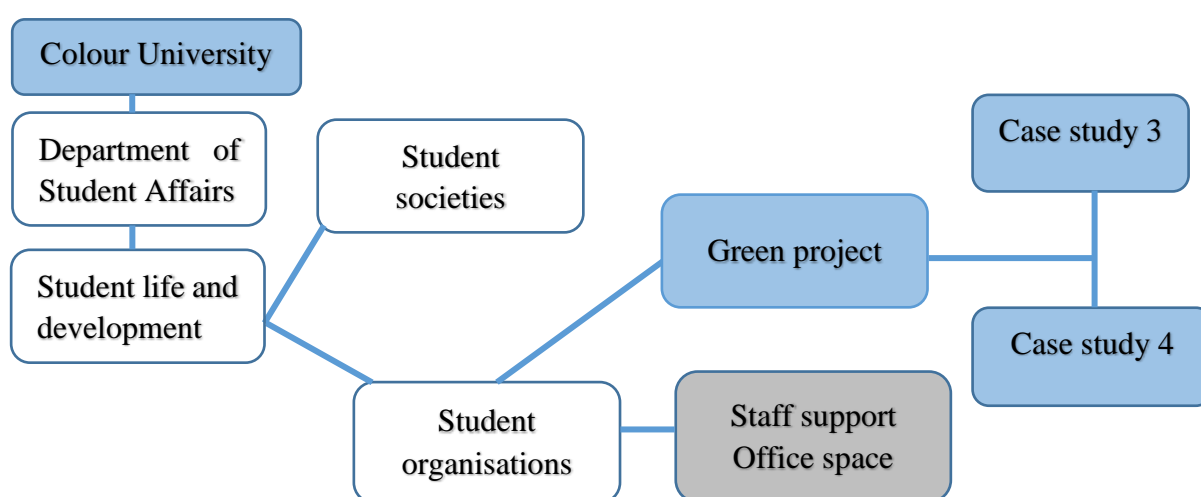 Colour University
Department of
Student Affairs
Student life and
development
Student
societies
Student
organisations
Green project
Staff support
Office space
Case study 3
Case study 4